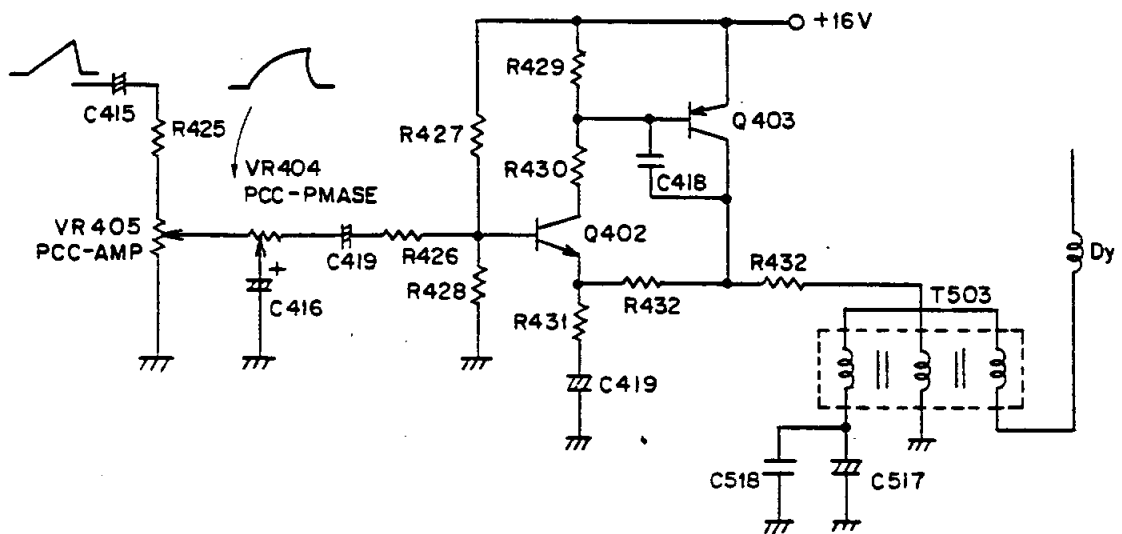 +16V
R429
C415
R425
R427
Q403
VR404
PCC-PMASE
R430
C418
VR405
PCC-AMP
Q402
C419
R426
R428
R432
R432
Dy
+
C416
T503
R431
C419
C518
C517